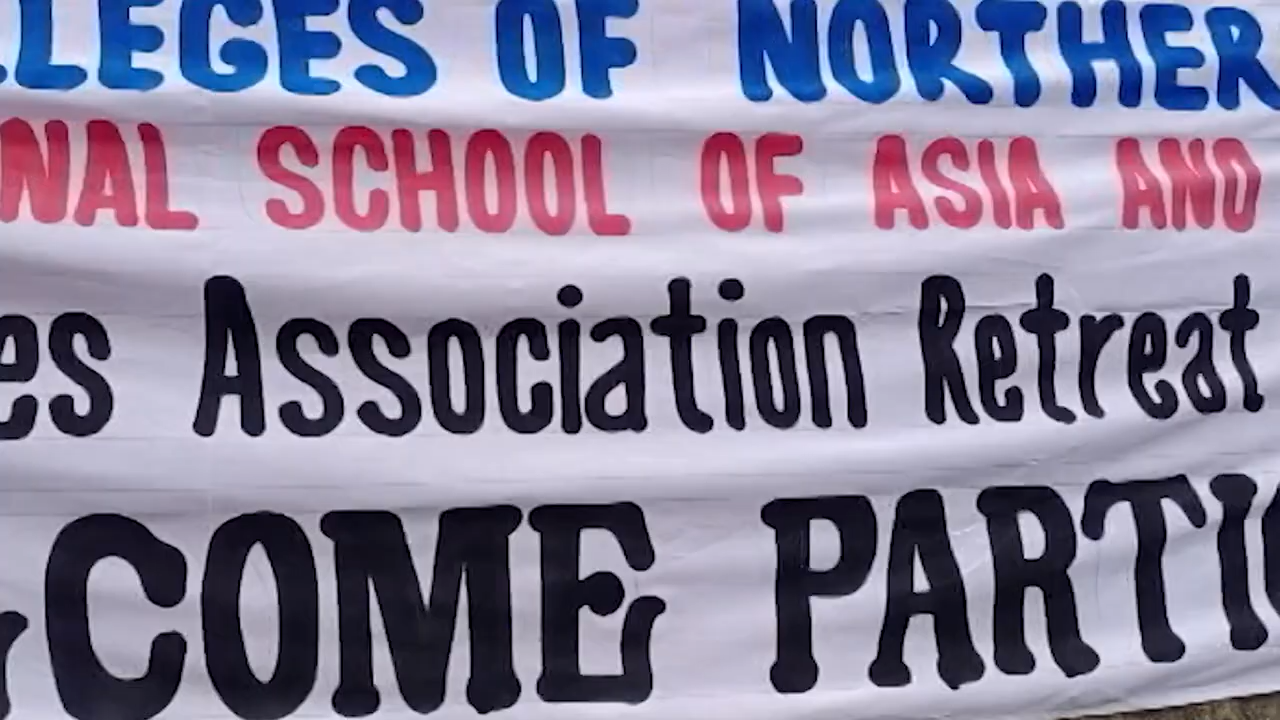 LLEGES OF NORTHER
NAL SCHOOL OF ASIA AND
es Association Retreat
COME PARTI